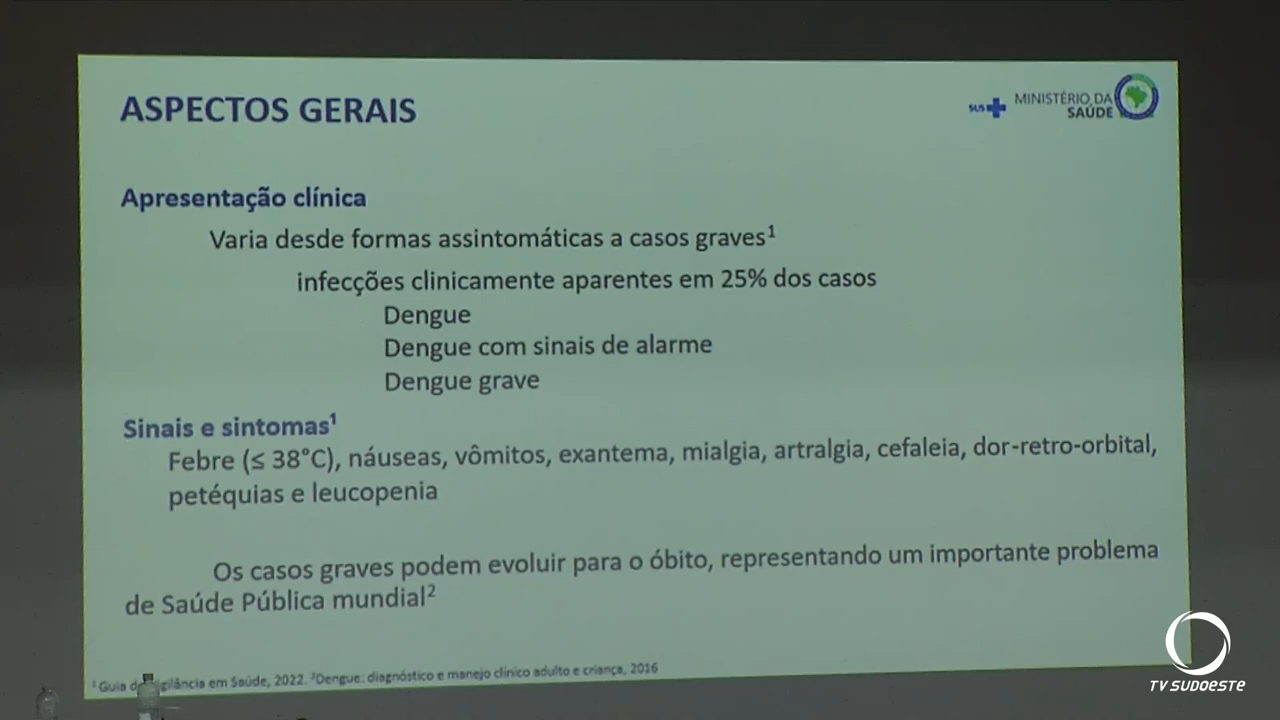 ASPECTOS GERAIS
SUS
MINISTÉRIO DA
SAÚDE
Apresentação clínica
Varia desde formas assintomáticas a casos graves¹
infecções clinicamente aparentes em 25% dos casos
Dengue
Dengue com sinais de alarme
Dengue grave
Sinais e sintomas¹
Febre (≤ 38°C), náuseas, vômitos, exantema, mialgia, artralgia, cefaleia, dor-retro-orbital,
petéquias e leucopenia
Os casos graves podem evoluir para o óbito, representando um importante problema
de Saúde Pública mundial²
¹Guia de Vigilância em Saúde, 2022. ²Dengue: diagnóstico e manejo clínico adulto e criança, 2016
TV SUDOESTE